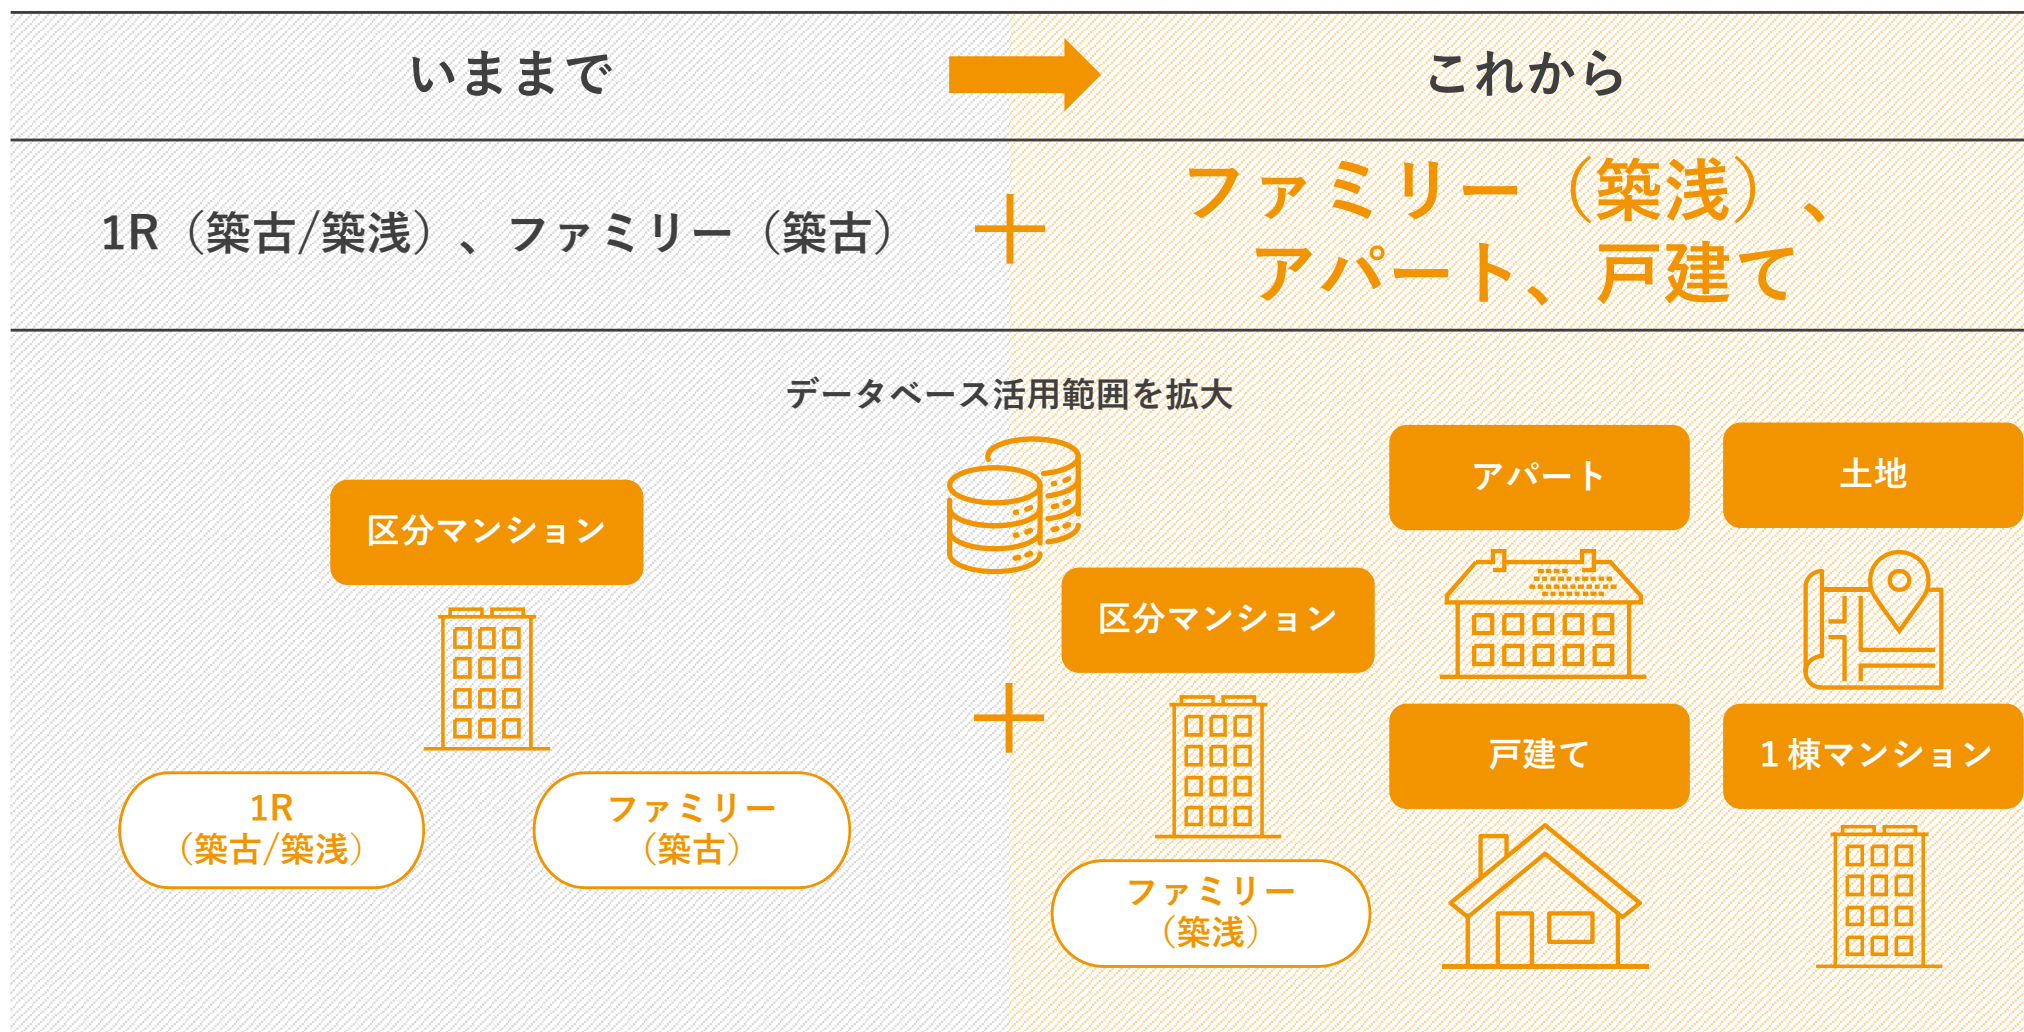 いままで
これから
1R（築古/築浅）、ファミリー（築古）
ファミリー（築浅）、
アパート、戸建て
データベース活用範囲を拡大
区分マンション
1R
（築古/築浅）
ファミリー
（築古）
区分マンション
ファミリー
（築浅）
アパート
土地
戸建て
１棟マンション